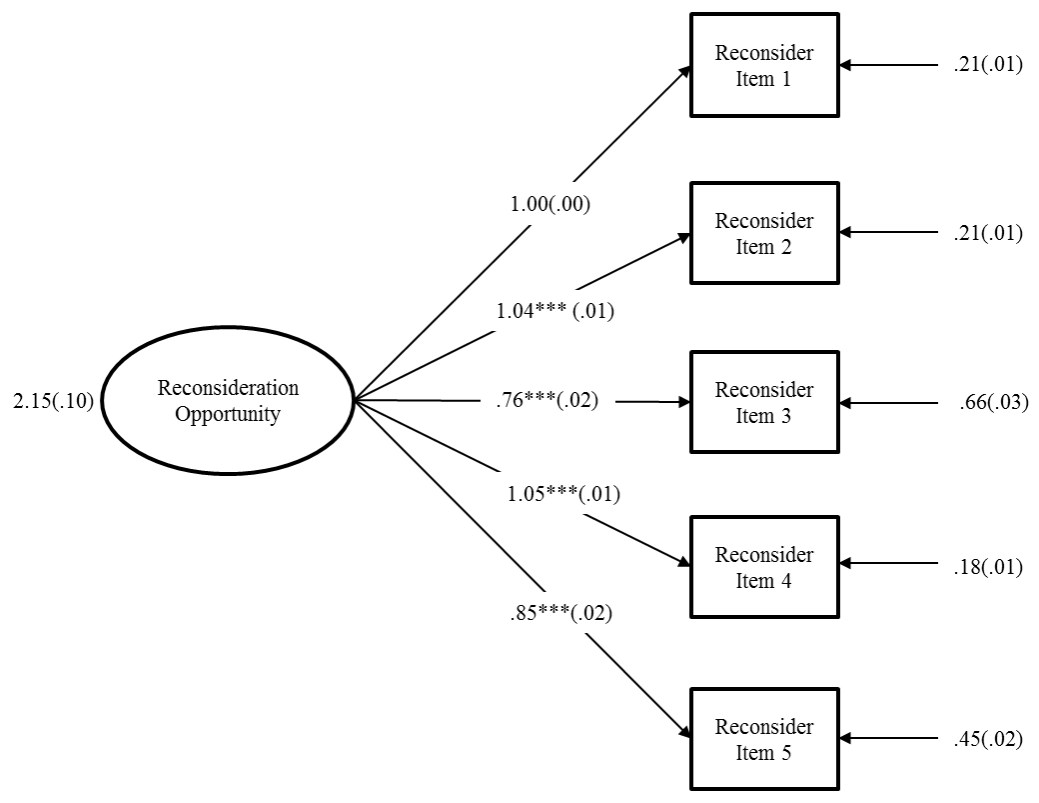 Reconsider
Item 1
.21(.01)
1.00(.00)
Reconsider
Item 2
.21(.01)
1.04*** (.01)
2.15(.10)
Reconsideration
Opportunity
.76***(.02)
Reconsider
Item 3
.66(.03)
1.05***(.01)
Reconsider
Item 4
.18(.01)
.85***(.02)
Reconsider
Item 5
.45(.02)